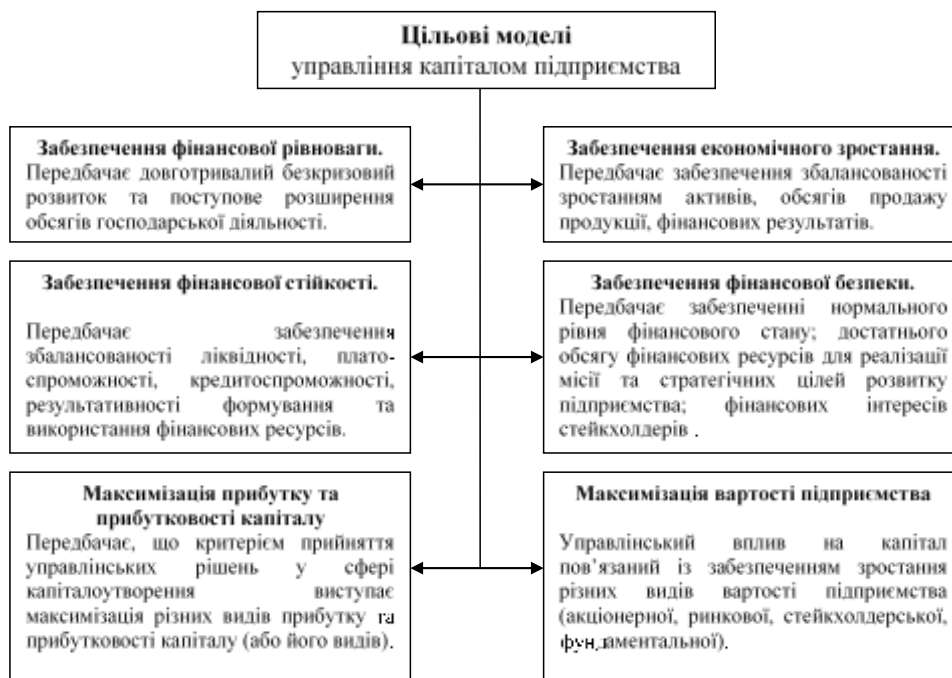 Цільові моделі
управління капіталом підприємства
Забезпечення фінансової рівноваги.
Передбачає довготривалий безкризовий
розвиток та поступове розширення
обсягів господарської діяльності.
Забезпечення економічного зростання.
Передбачає забезпечення збалансованості
зростанням активів, обсягів продажу
продукції, фінансових результатів.
Забезпечення фінансової стійкості.
Передбачає забезпечення
збалансованості ліквідності, плато-
спроможності, кредитоспроможності,
результативності формування та
використання фінансових ресурсів.
Забезпечення фінансової безпеки.
Передбачає забезпеченні нормального
рівня фінансового стану; достатнього
обсягу фінансових ресурсів для реалізації
місії та стратегічних цілей розвитку
підприємства; фінансових інтересів
стейкхолдерів .
Максимізація прибутку та
прибутковості капіталу
Передбачає, що критерієм прийняття
управлінських рішень у сфері
капіталоутворення виступає
максимізація різних видів прибутку та
прибутковості капіталу (або його видів).
Максимізація вартості підприємства
Управлінський вплив на капітал
пов’язаний із забезпеченням зростання
різних видів вартості підприємства
(акціонерної, ринкової, стейкхолдерської,
фундаментальної).